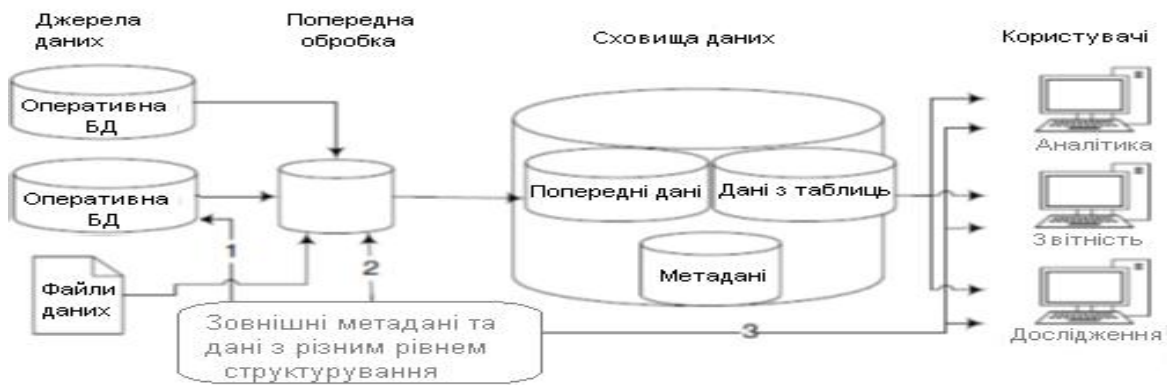 Джерела
даних
Попередна
обробка
Сховища даних
Користувачі
Оперативна
БД
Оперативна
БД
Файли
даних
Попередні дані
Дані з таблиць
Метадані
Аналітика
Звітність
Дослідження
1
2
3
Зовнішні метадані та
дані з різним рівнем
структурування